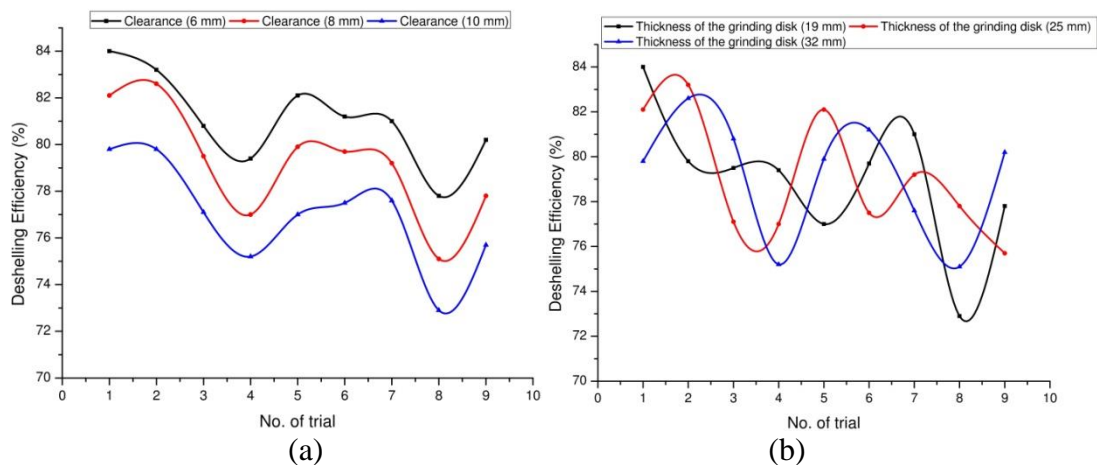 Clearance (6 mm) Clearance (8 mm) Clearance (10 mm)
84
82
80
78
76
74
72
70
Deshelling Efficiency (%)
0 1 2 3 4 5 6 7 8 9 10
No. of trial
(a)
Thickness of the grinding disk (19 mm) Thickness of the grinding disk (25 mm)
Thickness of the grinding disk (32 mm)
84
82
80
78
76
74
72
70
Deshelling Efficiency (%)
0 1 2 3 4 5 6 7 8 9 10
No. of trial
(b)